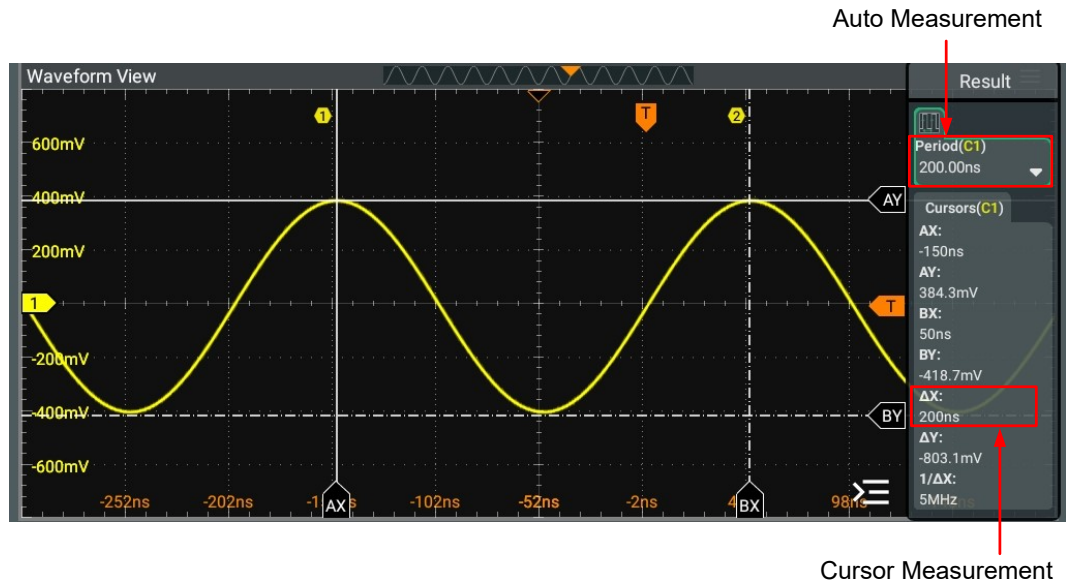 Auto Measurement
Waveform View
Result
1
T
2
600mV
Period(C1)
200.00ns
400mV
AY
Cursors(C1)
AX:
-150ns
200mV
AY:
384.3mV
1
T
BX:
50ns
-200mV
BY:
-418.7mV
ΔX:
-400mV
BY
200ns
ΔY:
-600mV
-803.1mV
1/ΔX:
-252ns
-202ns
AX
-102ns
-52ns
-2ns
BX
98ns
5MHz
Cursor Measurement